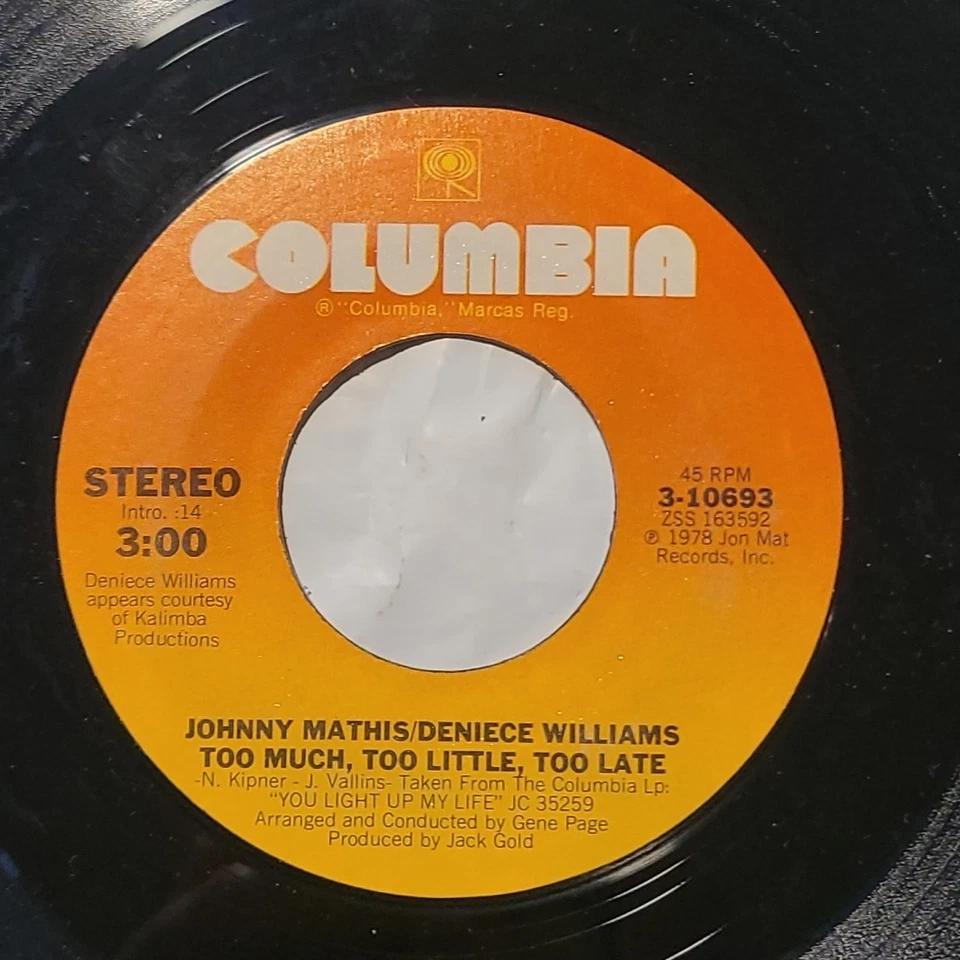 COLUMBIA
® "Columbia," Marcas Reg.
STEREO
Intro. :14
3:00
Deniece Williams
appears courtesy
of Kalimba
Productions
45 RPM
3-10693
ZSS 163592
℗ 1978 Jon Mat
Records, Inc.
JOHNNY MATHIS/DENIECE WILLIAMS
TOO MUCH, TOO LITTLE, TOO LATE
-N. Kipner - J. Vallins- Taken From The Columbia Lp:
"YOU LIGHT UP MY LIFE" JC 35259
Arranged and Conducted by Gene Page
Produced by Jack Gold